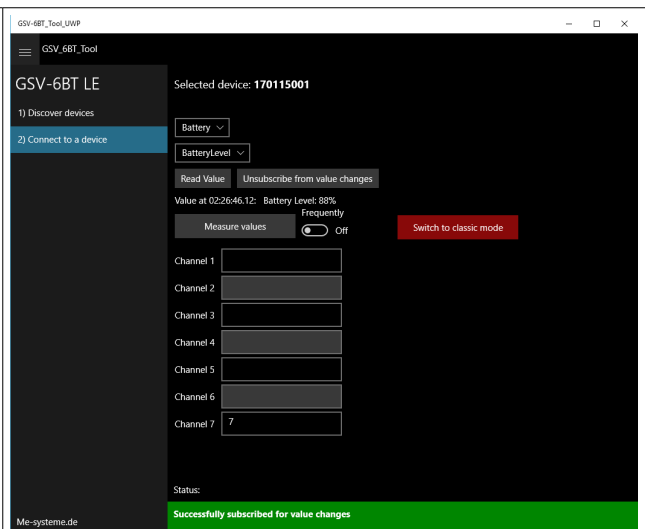 GSV-6BT_Tool_UWP
GSV_6BT_Tool
GSV-6BT LE
1) Discover devices
2) Connect to a device
Me-systeme.de
Selected device: 170115001
Battery
BatteryLevel
Read Value Unsubscribe from value changes
Value at 02:26:46.12: Battery Level: 88%
Measure values Frequently Off Switch to classic mode
Channel 1
Channel 2
Channel 3
Channel 4
Channel 5
Channel 6
Channel 7 7
Status:
Successfully subscribed for value changes